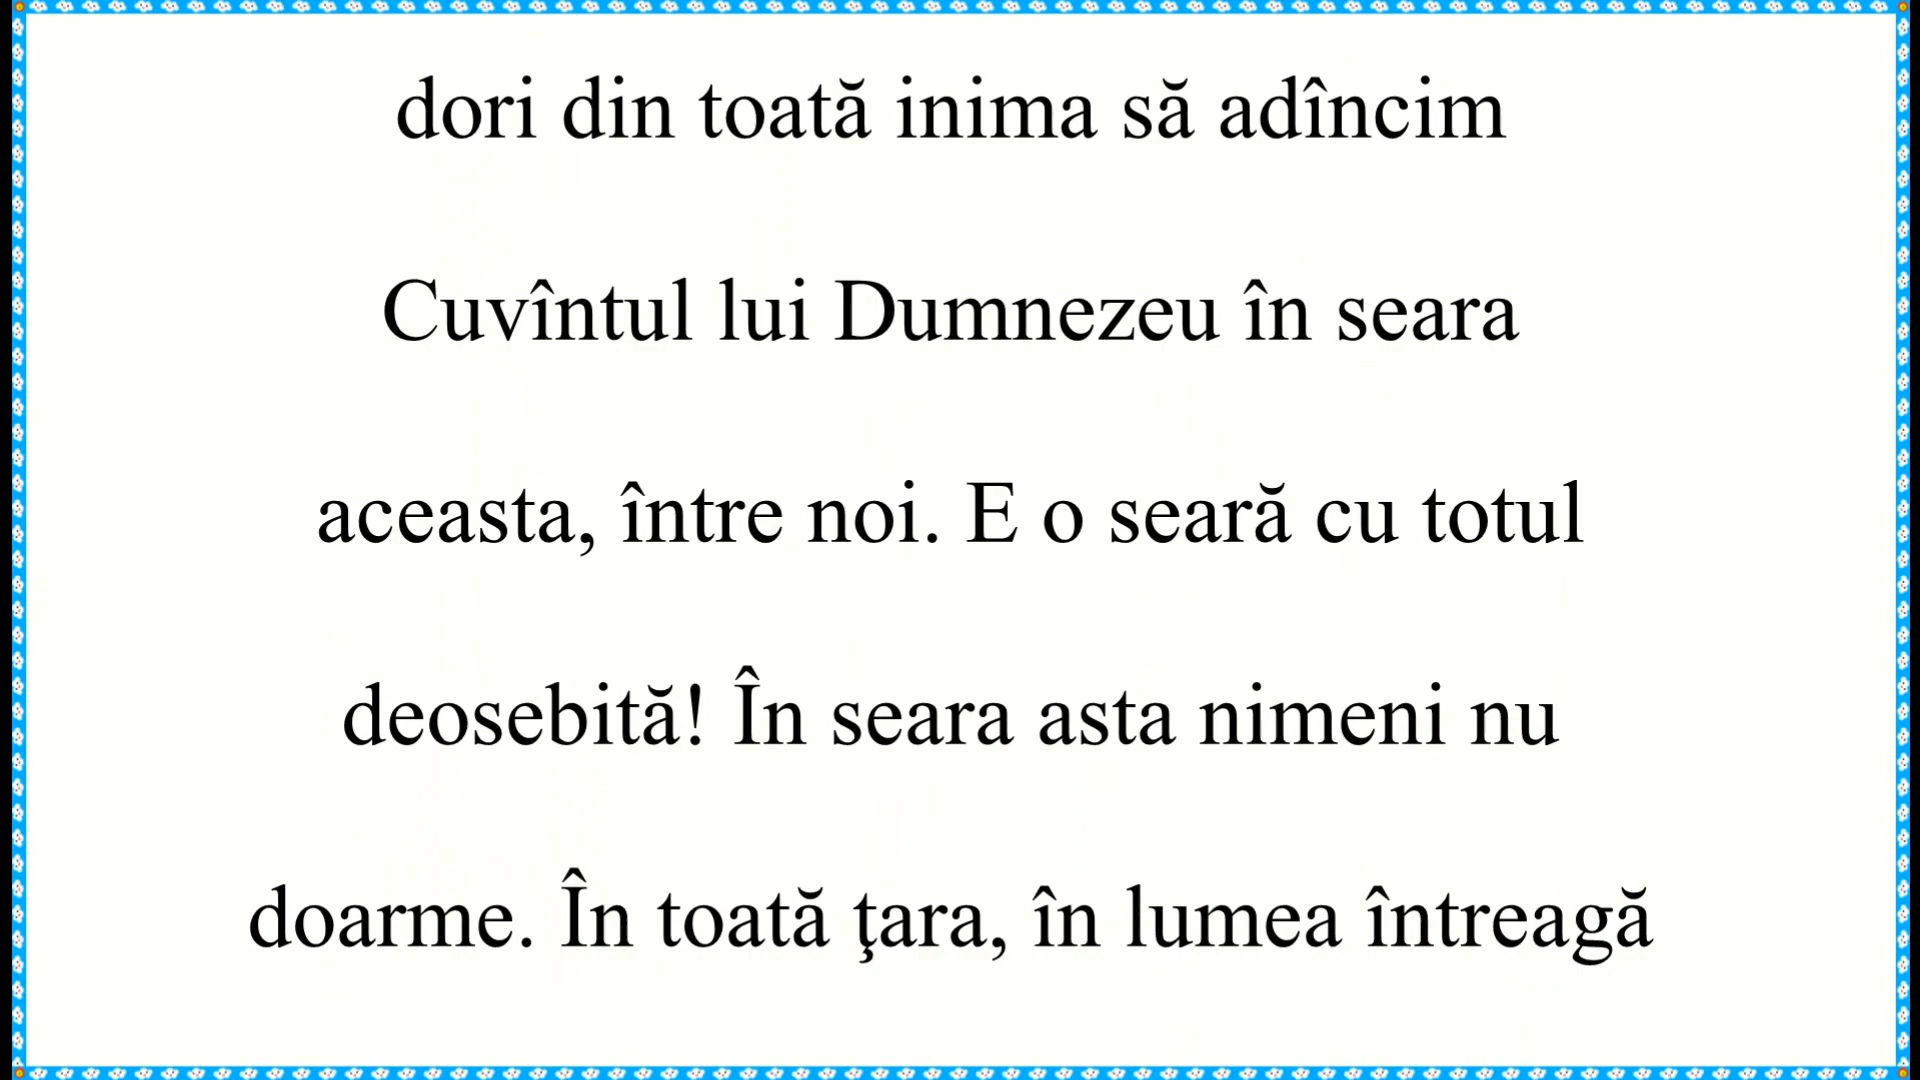 dori din toată inima să adîncim
Cuvîntul lui Dumnezeu în seara
aceasta, între noi. E o seară cu totul
deosebită! În seara asta nimeni nu
doarme. În toată ţara, în lumea întreagă